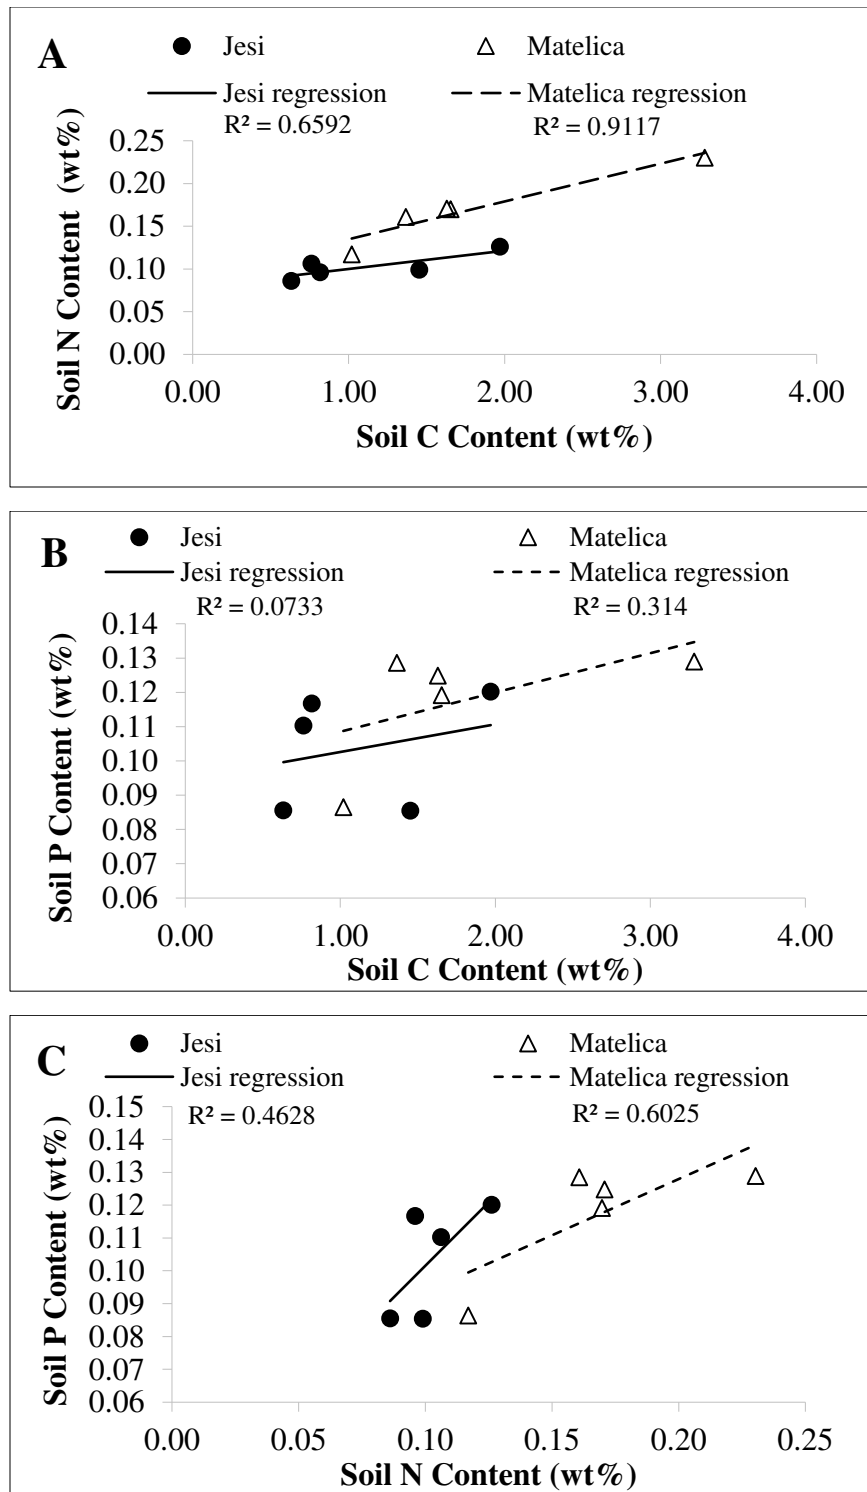 A
Jesi
Matelica
Jesi regression
Matelica regression
R² = 0.6592
R² = 0.9117
Soil N Content (wt%)
0.25
0.20
0.15
0.10
0.05
0.00
0.00 1.00 2.00 3.00 4.00
Soil C Content (wt%)
B
Jesi
Matelica
Jesi regression
Matelica regression
R² = 0.0733
R² = 0.314
Soil P Content (wt%)
0.14
0.13
0.12
0.11
0.10
0.09
0.08
0.07
0.06
0.00 1.00 2.00 3.00 4.00
Soil C Content (wt%)
C
Jesi
Matelica
Jesi regression
Matelica regression
R² = 0.4628
R² = 0.6025
Soil P Content (wt%)
0.15
0.14
0.13
0.12
0.11
0.10
0.09
0.08
0.07
0.06
0.00 0.05 0.10 0.15 0.20 0.25
Soil N Content (wt%)